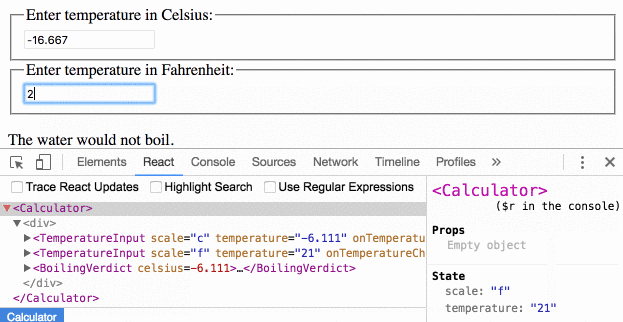 Enter temperature in Celsius:
-16.667
Enter temperature in Fahrenheit:
2
The water would not boil.
Elements React Console Sources Network Timeline Profiles »
Trace React Updates Highlight Search Use Regular Expressions
<Calculator>
($r in the console)
▼<Calculator>
▼<div>
▶<TemperatureInput scale="c" temperature="-6.111" onTemperatu
▶<TemperatureInput scale="f" temperature="21" onTemperatureCh
▶<BoilingVerdict celsius=-6.111>…</BoilingVerdict>
</div>
</Calculator>
Calculator
Props
Empty object
State
scale: "f"
temperature: "21"